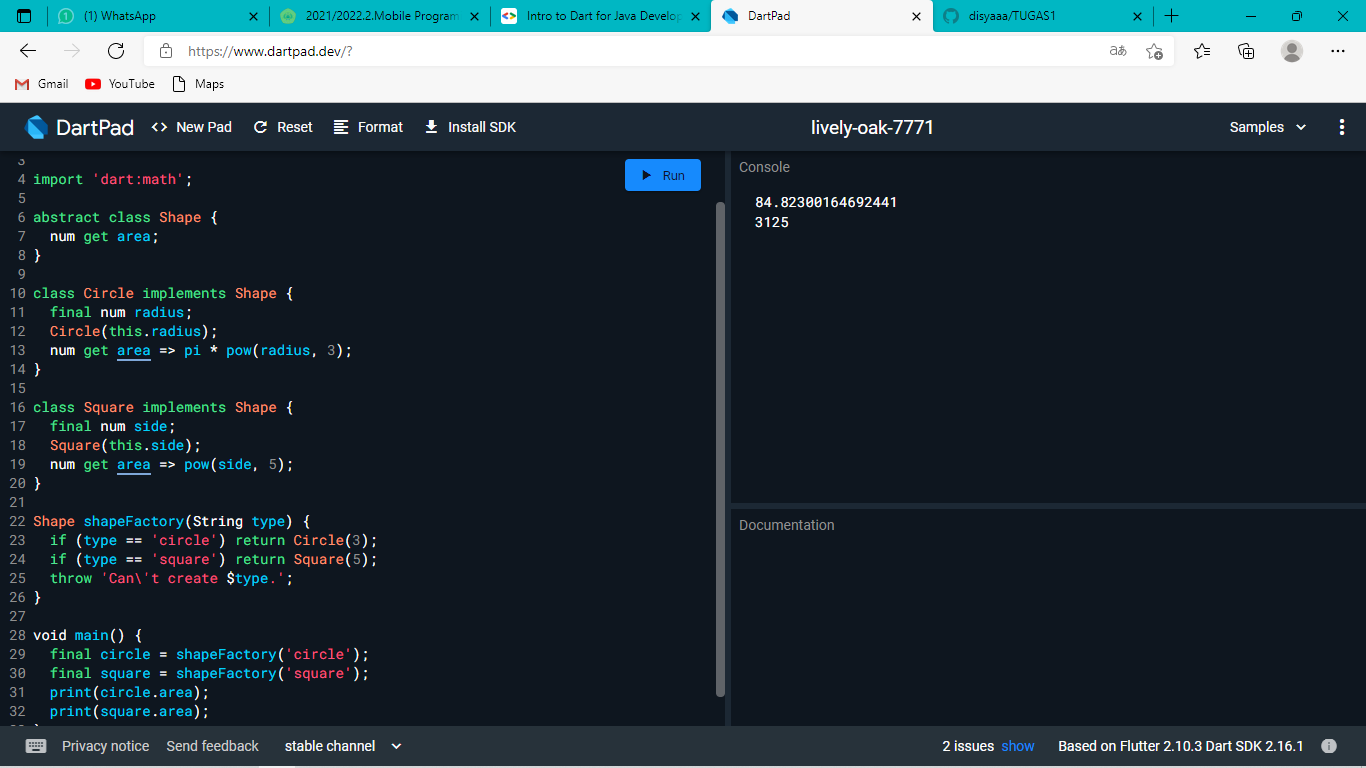 (1) WhatsApp
2021/2022.2.Mobile Program
Intro to Dart for Java Develop
DartPad
disyaaa/TUGAS1
https://www.dartpad.dev/?
Gmail
YouTube
Maps
DartPad
<> New Pad
Reset
Format
Install SDK
lively-oak-7771
Samples
3
4 import 'dart:math';
5
6 abstract class Shape {
7 num get area;
8 }
9
10 class Circle implements Shape {
11 final num radius;
12 Circle(this.radius);
13 num get area => pi * pow(radius, 3);
14 }
15
16 class Square implements Shape {
17 final num side;
18 Square(this.side);
19 num get area => pow(side, 5);
20 }
21
22 Shape shapeFactory(String type) {
23 if (type == 'circle') return Circle(3);
24 if (type == 'square') return Square(5);
25 throw 'Can\'t create $type.';
26 }
27
28 void main() {
29 final circle = shapeFactory('circle');
30 final square = shapeFactory('square');
31 print(circle.area);
32 print(square.area);
Run
Console
84.82300164692441
3125
Documentation
Privacy notice
Send feedback
stable channel
2 issues show
Based on Flutter 2.10.3 Dart SDK 2.16.1